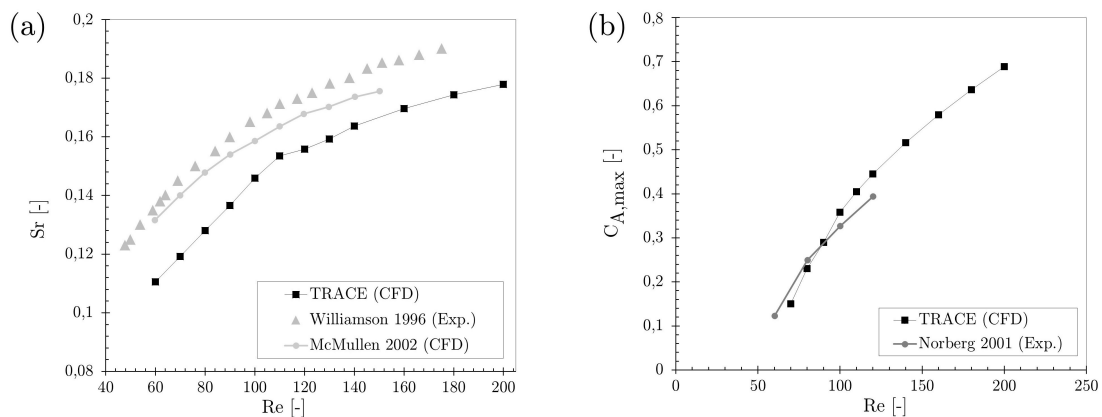 (a)
Sr [-]
0,2
0,18
0,16
0,14
0,12
0,1
0,08
40 60 80 100 120 140 160 180 200
Re [-]
TRACE (CFD)
Williamson 1996 (Exp.)
McMullen 2002 (CFD)
(b)
C_A,max [-]
0,8
0,7
0,6
0,5
0,4
0,3
0,2
0,1
0
0 50 100 150 200 250
Re [-]
TRACE (CFD)
Norberg 2001 (Exp.)